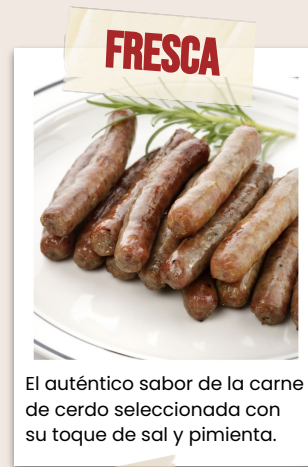 FRESCA
El auténtico sabor de la carne
de cerdo seleccionada con
su toque de sal y pimienta.